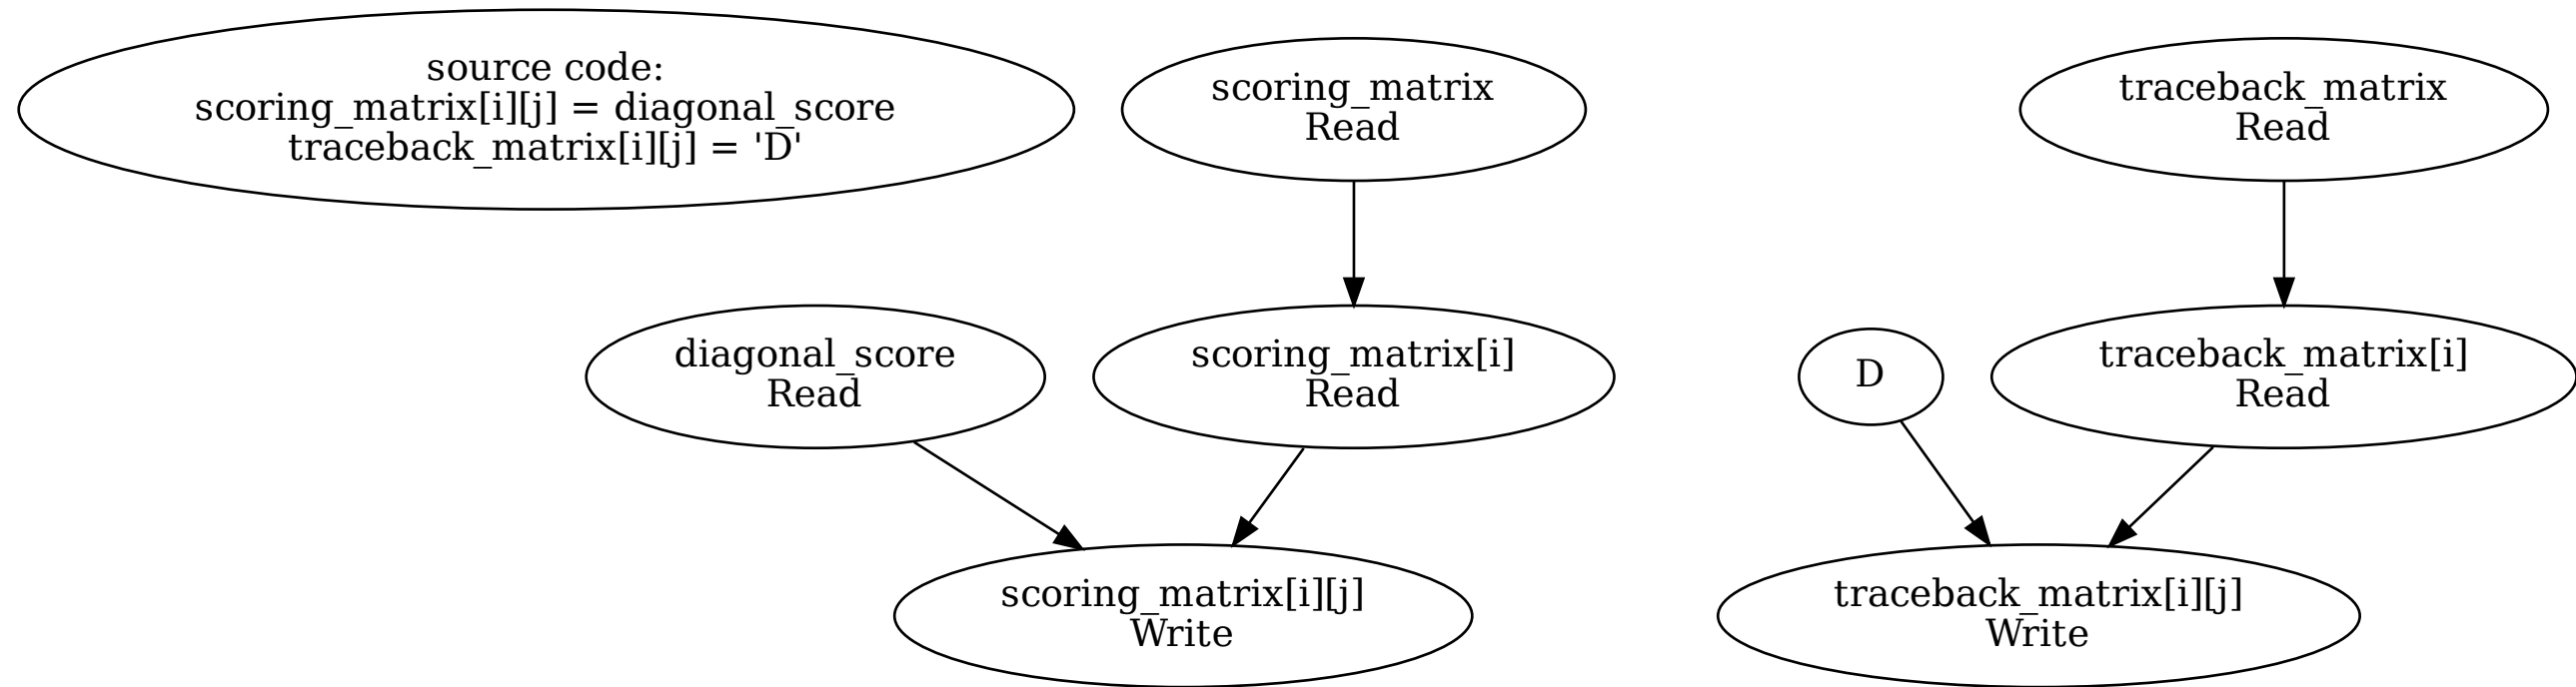 source code:
scoring_matrix[i][j] = diagonal_score
traceback_matrix[i][j] = 'D'
scoring_matrix
Read
traceback_matrix
Read
diagonal_score
Read
scoring_matrix[i]
Read
D
traceback_matrix[i]
Read
scoring_matrix[i][j]
Write
traceback_matrix[i][j]
Write